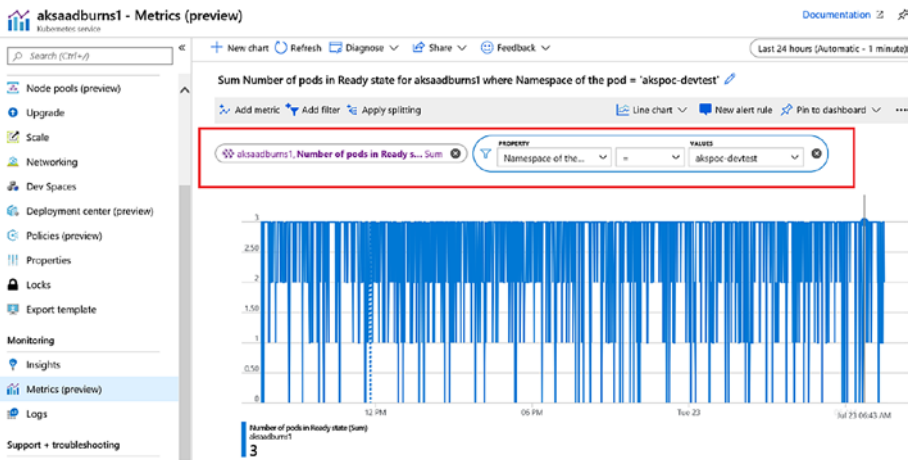 aksaadburns1 - Metrics (preview)
Kubernetes service
Documentation
Search (Ctrl+/)
«
Node pools (preview)
Upgrade
Scale
Networking
Dev Spaces
Deployment center (preview)
Policies (preview)
Properties
Locks
Export template
Monitoring
Insights
Metrics (preview)
Logs
Support + troubleshooting
New chart Refresh Diagnose Share Feedback
Last 24 hours (Automatic - 1 minute)
Sum Number of pods in Ready state for aksaadburns1 where Namespace of the pod = 'akspoc-devtest'
Add metric Add filter Apply splitting Line chart New alert rule Pin to dashboard ...
aksaadburns1, Number of pods in Ready s... Sum
PROPERTY VALUES
Namespace of the... = akspoc-devtest
3
2.50
2
1.50
1
0.50
0
12 PM 06 PM Tue 23 Jul 23 06:43 AM
Number of pods in Ready state (Sum)
aksaadburns1
3